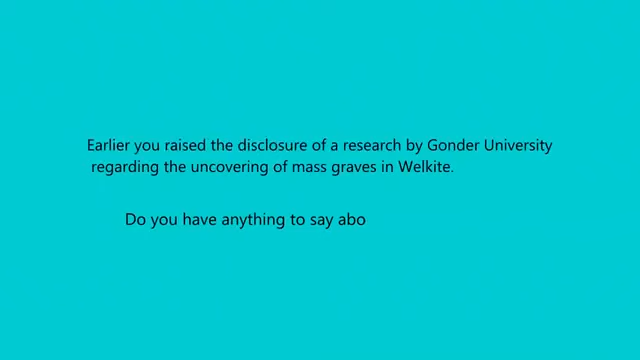 Earlier you raised the disclosure of a research by Gonder University
regarding the uncovering of mass graves in Welkite.
Do you have anything to say abo